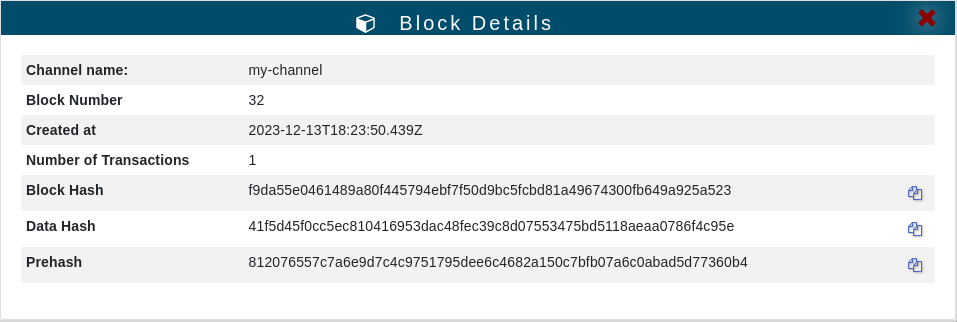 Block Details
Channel name: my-channel
Block Number 32
Created at 2023-12-13T18:23:50.439Z
Number of Transactions 1
Block Hash f9da55e0461489a80f445794ebf7f50d9bc5fcbd81a49674300fb649a925a523
Data Hash 41f5d45f0cc5ec810416953dac48fec39c8d07553475bd5118aeaa0786f4c95e
Prehash 812076557c7a6e9d7c4c9751795dee6c4682a150c7bfb07a6c0abad5d77360b4